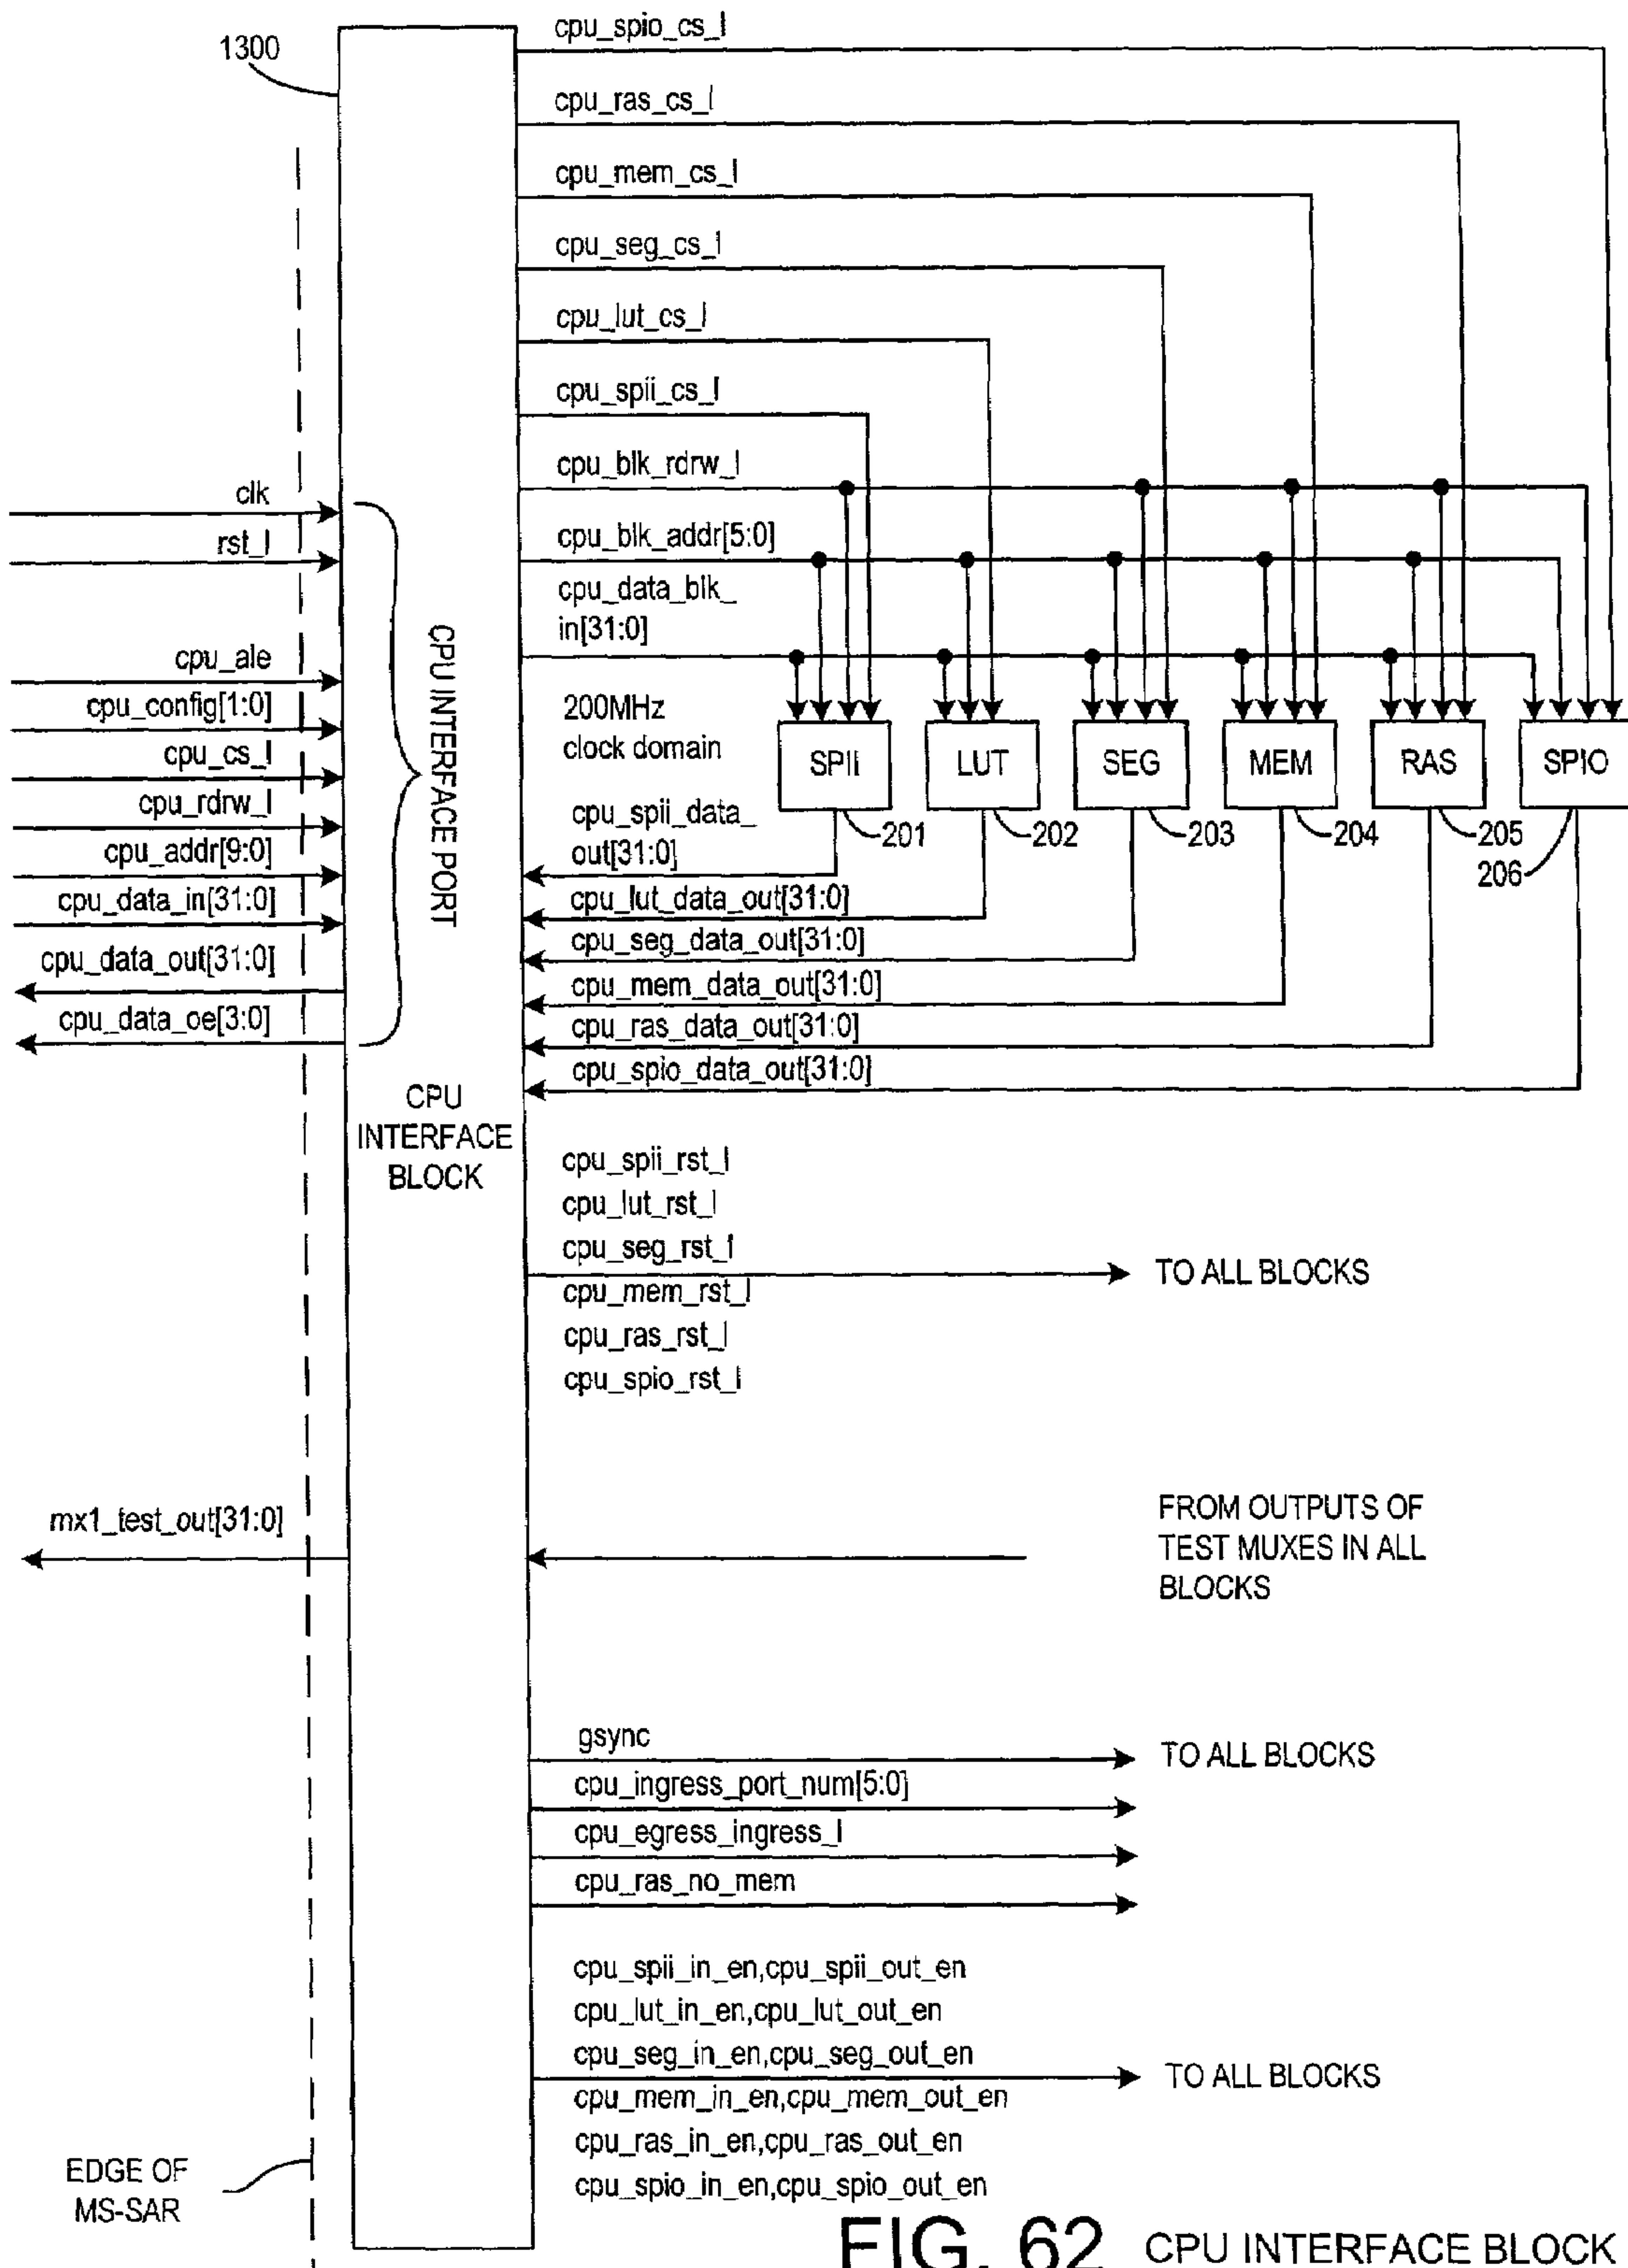 1300
cpu_spio_cs_l
cpu_ras_cs_l
cpu_mem_cs_l
cpu_seg_cs_l
cpu_lut_cs_l
cpu_spii_cs_l
cpu_blk_rdrw_l
cpu_blk_addr[5:0]
cpu_data_blk_
in[31:0]
clk
rst_l
cpu_ale
cpu_config[1:0]
cpu_cs_l
cpu_rdrw_l
cpu_addr[9:0]
cpu_data_in[31:0]
cpu_data_out[31:0]
cpu_data_oe[3:0]
CPU INTERFACE PORT
200MHz
clock domain
SPII
LUT
SEG
MEM
RAS
SPIO
201
202
203
204
205
206
cpu_spii_data_
out[31:0]
cpu_lut_data_out[31:0]
cpu_seg_data_out[31:0]
cpu_mem_data_out[31:0]
cpu_ras_data_out[31:0]
cpu_spio_data_out[31:0]
CPU
INTERFACE
BLOCK
cpu_spii_rst_l
cpu_lut_rst_l
cpu_seg_rst_l
cpu_mem_rst_l
cpu_ras_rst_l
cpu_spio_rst_l
TO ALL BLOCKS
mx1_test_out[31:0]
FROM OUTPUTS OF
TEST MUXES IN ALL
BLOCKS
gsync
TO ALL BLOCKS
cpu_ingress_port_num[5:0]
cpu_egress_ingress_l
cpu_ras_no_mem
cpu_spii_in_en,cpu_spii_out_en
cpu_lut_in_en,cpu_lut_out_en
cpu_seg_in_en,cpu_seg_out_en
cpu_mem_in_en,cpu_mem_out_en
cpu_ras_in_en,cpu_ras_out_en
cpu_spio_in_en,cpu_spio_out_en
TO ALL BLOCKS
EDGE OF
MS-SAR
FIG. 62 CPU INTERFACE BLOCK